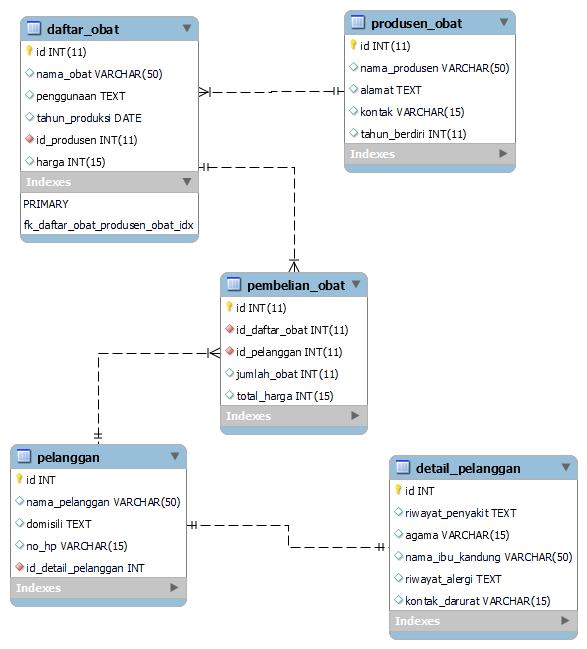 daftar_obat
id INT(11)
nama_obat VARCHAR(50)
penggunaan TEXT
tahun_produksi DATE
id_produsen INT(11)
harga INT(15)
Indexes
PRIMARY
fk_daftar_obat_produsen_obat_idx
produsen_obat
id INT(11)
nama_produsen VARCHAR(50)
alamat TEXT
kontak VARCHAR(15)
tahun_berdiri INT(11)
Indexes
pembelian_obat
id INT(11)
id_daftar_obat INT(11)
id_pelanggan INT(11)
jumlah_obat INT(11)
total_harga INT(15)
Indexes
pelanggan
id INT
nama_pelanggan VARCHAR(50)
domisili TEXT
no_hp VARCHAR(15)
id_detail_pelanggan INT
Indexes
detail_pelanggan
id INT
riwayat_penyakit TEXT
agama VARCHAR(15)
nama_ibu_kandung VARCHAR(50)
riwayat_alergi TEXT
kontak_darurat VARCHAR(15)
Indexes